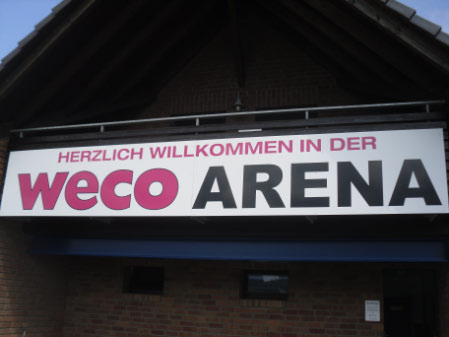 HERZLICH WILLKOMMEN IN DER
weco ARENA